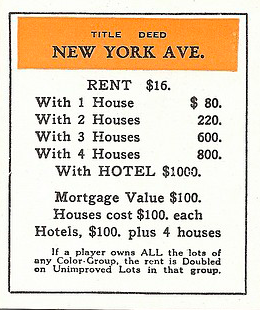 TITLE DEED
NEW YORK AVE.
RENT $16.
With 1 House $ 80.
With 2 Houses 220.
With 3 Houses 600.
With 4 Houses 800.
With HOTEL $1000.
Mortgage Value $100.
Houses cost $100. each
Hotels, $100. plus 4 houses
If a player owns ALL the lots of
any Color-Group, the rent is Doubled
on Unimproved Lots in that group.